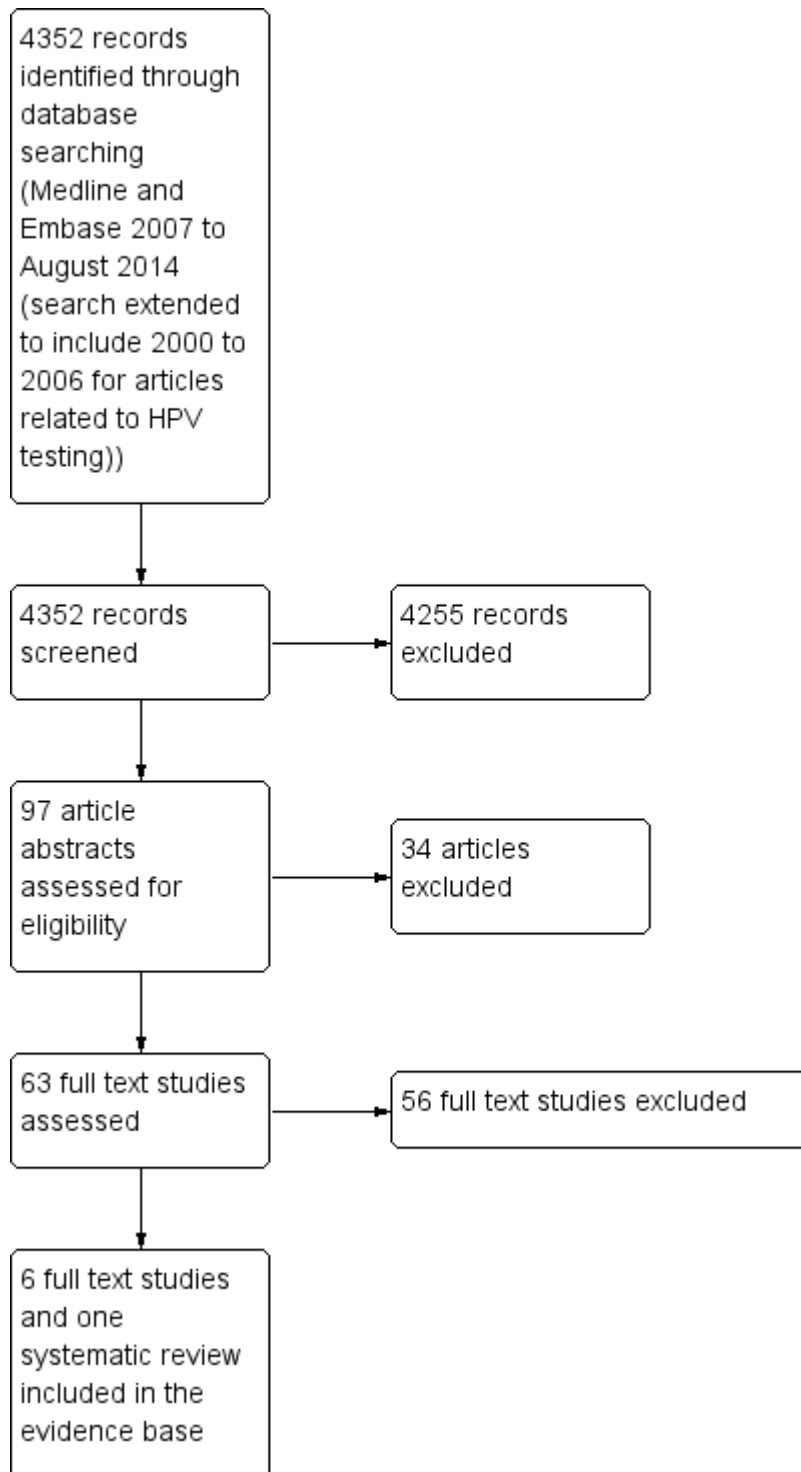 4352 records
identified through
database
searching
(Medline and
Embase 2007 to
August 2014
(search extended
to include 2000 to
2006 for articles
related to HPV
testing))
4352 records
screened
4255 records
excluded
97 article
abstracts
assessed for
eligibility
34 articles
excluded
63 full text studies
assessed
56 full text studies excluded
6 full text studies
and one
systematic review
included in the
evidence base